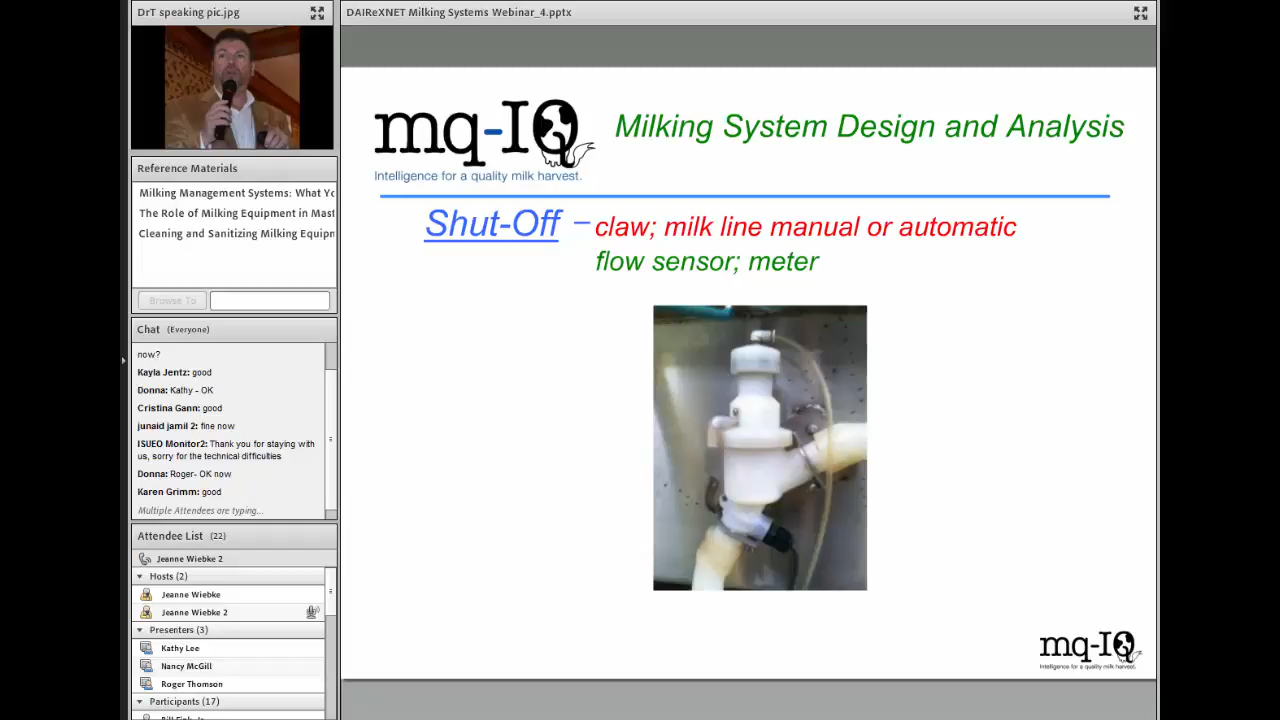 DrT speaking pic.jpg
Reference Materials
Milking Management Systems: What Yo
The Role of Milking Equipment in Mast
Cleaning and Sanitizing Milking Equipm
Browse To
Chat (Everyone)
now?
Kayla Jentz: good
Donna: Kathy - OK
Cristina Gann: good
junaid jamil 2: fine now
ISUEO Monitor2: Thank you for staying with
us, sorry for the technical difficulties
Donna: Roger- OK now
Karen Grimm: good
Multiple Attendees are typing...
Attendee List (22)
Jeanne Wiebke 2
Hosts (2)
Jeanne Wiebke
Jeanne Wiebke 2
Presenters (3)
Kathy Lee
Nancy McGill
Roger Thomson
Participants (17)
DAIReXNET Milking Systems Webinar_4.pptx
mq-IQ
Intelligence for a quality milk harvest.
Milking System Design and Analysis
Shut-Off – claw; milk line manual or automatic
flow sensor; meter
mq-IQ
Intelligence for a quality milk harvest.